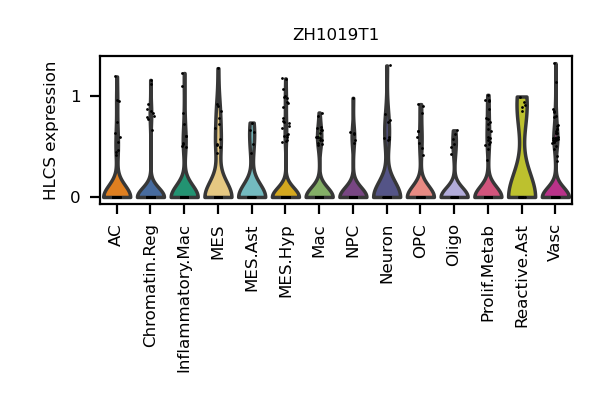 ZH1019T1
HLCS expression
1
0
AC
Chromatin.Reg
Inflammatory.Mac
MES
MES.Ast
MES.Hyp
Mac
NPC
Neuron
OPC
Oligo
Prolif.Metab
Reactive.Ast
Vasc